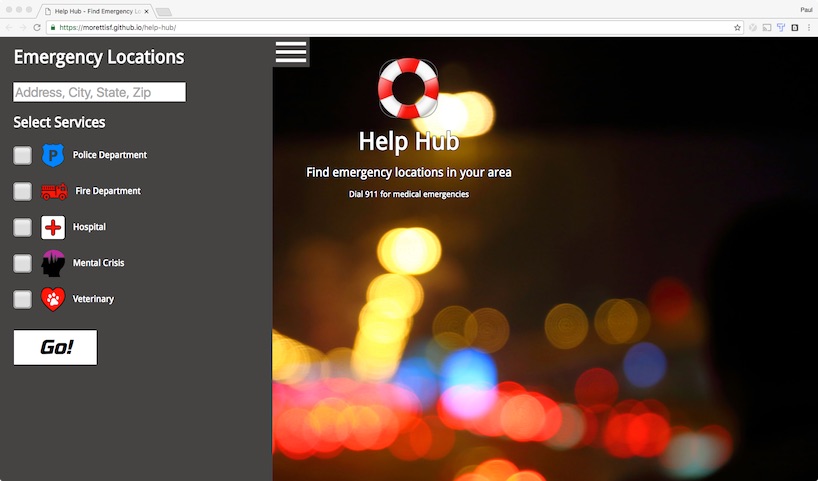 Help Hub - Find Emergency Lo
Paul
https://morettisf.github.io/help-hub/
Emergency Locations
Address, City, State, Zip
Select Services
P Police Department
Fire Department
Hospital
Mental Crisis
Veterinary
Go!
Help Hub
Find emergency locations in your area
Dial 911 for medical emergencies